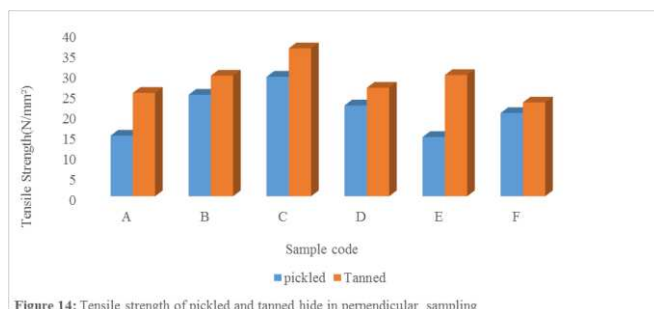 40
35
30
25
20
15
10
5
0
Tensile Strength(N/mm²)
A B C D E F
Sample code
pickled Tanned
Figure 14: Tensile strength of pickled and tanned hide in perpendicular sampling